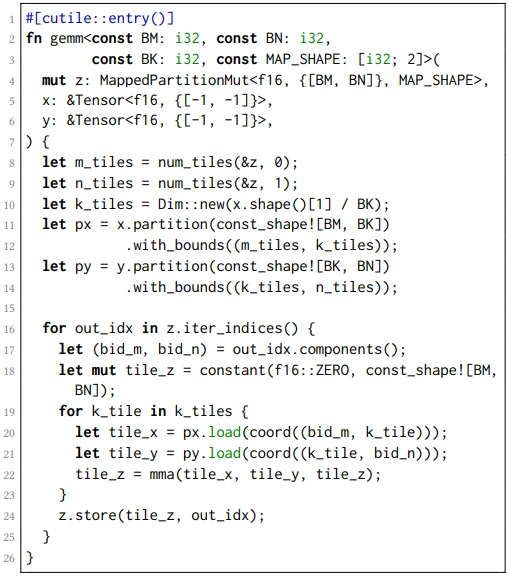 1 #[cutile::entry()]
2 fn gemm<const BM: i32, const BN: i32,
3         const BK: i32, const MAP_SHAPE: [i32; 2]>(
4   mut z: MappedPartitionMut<f16, {[BM, BN]}, MAP_SHAPE>,
5   x: &Tensor<f16, {[-1, -1]}>,
6   y: &Tensor<f16, {[-1, -1]}>,
7 ) {
8   let m_tiles = num_tiles(&z, 0);
9   let n_tiles = num_tiles(&z, 1);
10   let k_tiles = Dim::new(x.shape()[1] / BK);
11   let px = x.partition(const_shape![BM, BK])
12             .with_bounds((m_tiles, k_tiles));
13   let py = y.partition(const_shape![BK, BN])
14             .with_bounds((k_tiles, n_tiles));
15
16   for out_idx in z.iter_indices() {
17     let (bid_m, bid_n) = out_idx.components();
18     let mut tile_z = constant(f16::ZERO, const_shape![BM,
       BN]);
19     for k_tile in k_tiles {
20       let tile_x = px.load(coord((bid_m, k_tile)));
21       let tile_y = py.load(coord((k_tile, bid_n)));
22       tile_z = mma(tile_x, tile_y, tile_z);
23     }
24     z.store(tile_z, out_idx);
25   }
26 }